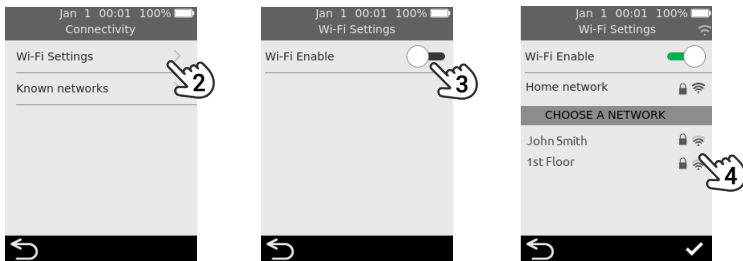 Jan 1 00:01 100%
Connectivity
Wi-Fi Settings
Known networks
2
Jan 1 00:01 100%
Wi-Fi Settings
Wi-Fi Enable
3
Jan 1 00:01 100%
Wi-Fi Settings
Wi-Fi Enable
Home network
CHOOSE A NETWORK
John Smith
1st Floor
4